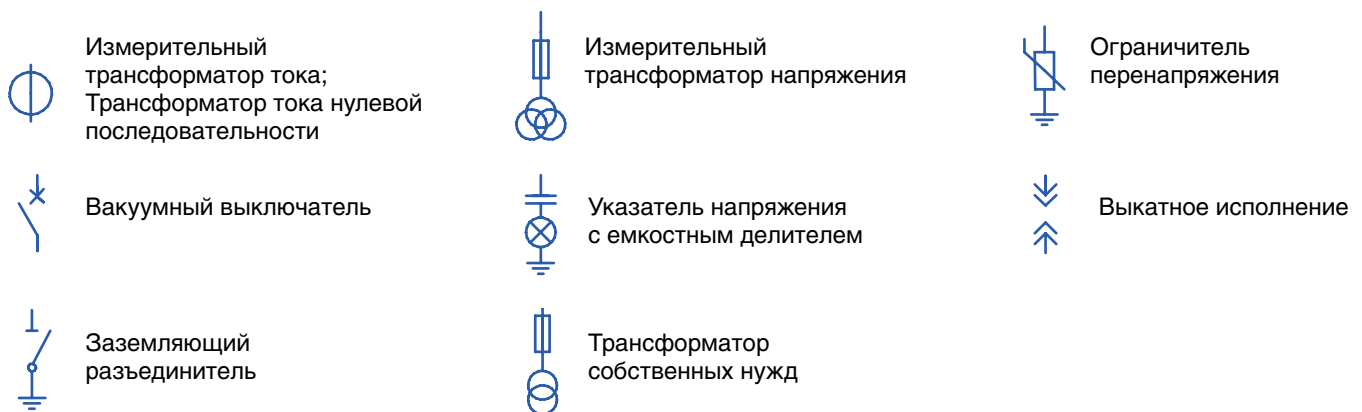 Измерительный
трансформатор тока;
Трансформатор тока нулевой
последовательности
Измерительный
трансформатор напряжения
Ограничитель
перенапряжения
Вакуумный выключатель
Указатель напряжения
с емкостным делителем
Выкатное исполнение
Заземляющий
разъединитель
Трансформатор
собственных нужд